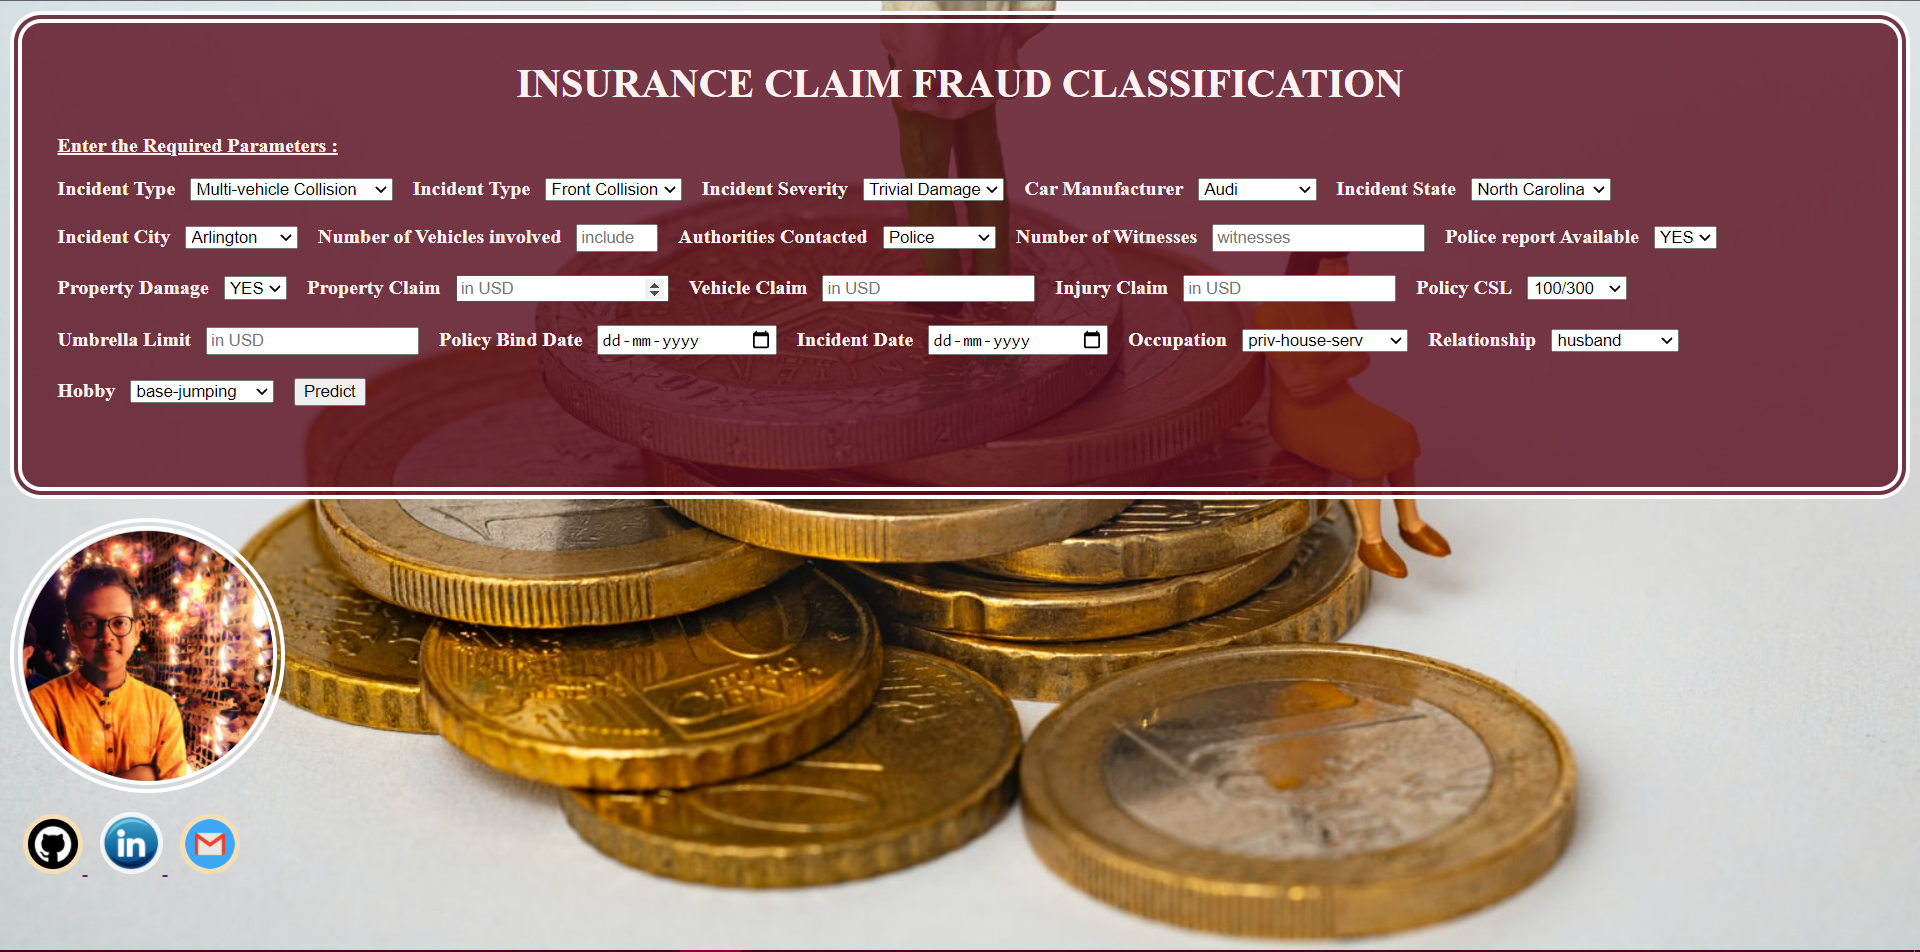 INSURANCE CLAIM FRAUD CLASSIFICATION
Enter the Required Parameters :
Incident Type Multi-vehicle Collision Incident Type Front Collision Incident Severity Trivial Damage Car Manufacturer Audi Incident State North Carolina
Incident City Arlington Number of Vehicles involved include Authorities Contacted Police Number of Witnesses witnesses Police report Available YES
Property Damage YES Property Claim in USD Vehicle Claim in USD Injury Claim in USD Policy CSL 100/300
Umbrella Limit in USD Policy Bind Date dd-mm-yyyy Incident Date dd-mm-yyyy Occupation priv-house-serv Relationship husband
Hobby base-jumping Predict
in